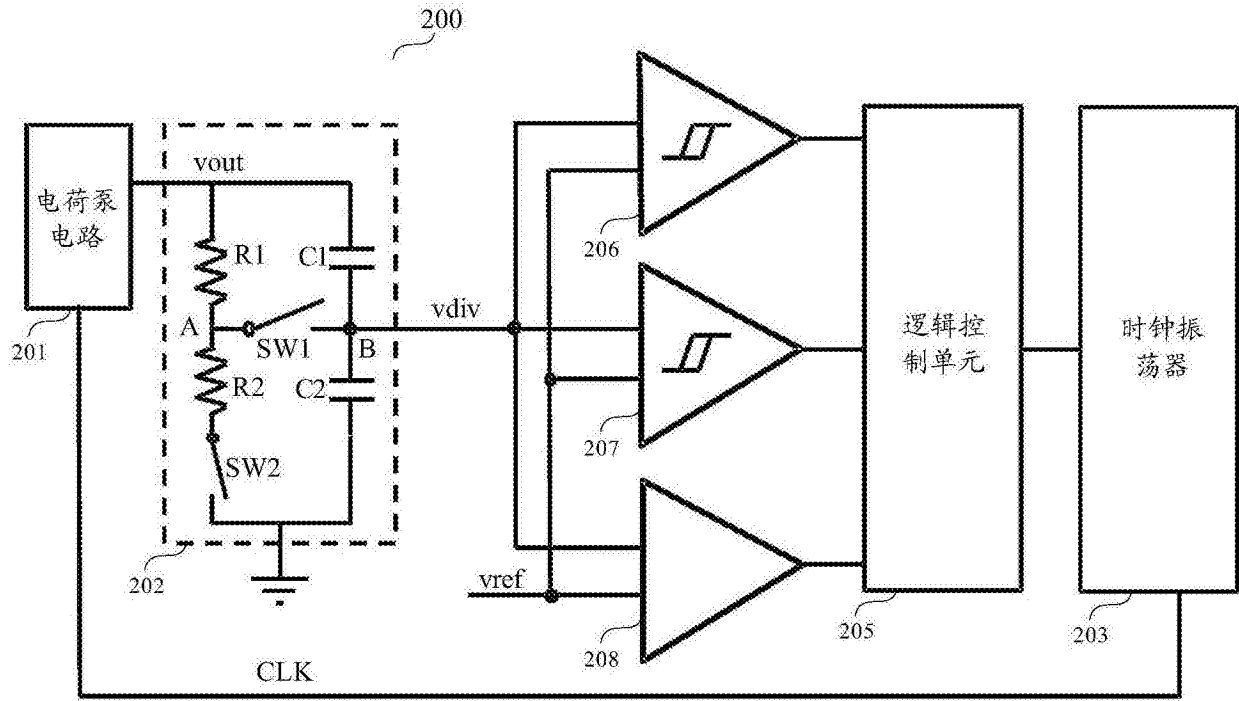 200
vout
电荷泵
电路
R1
C1
206
A
SW1
B
vdiv
201
R2
C2
逻辑控
制单元
时钟振
荡器
207
SW2
202
vref
208
205
203
CLK